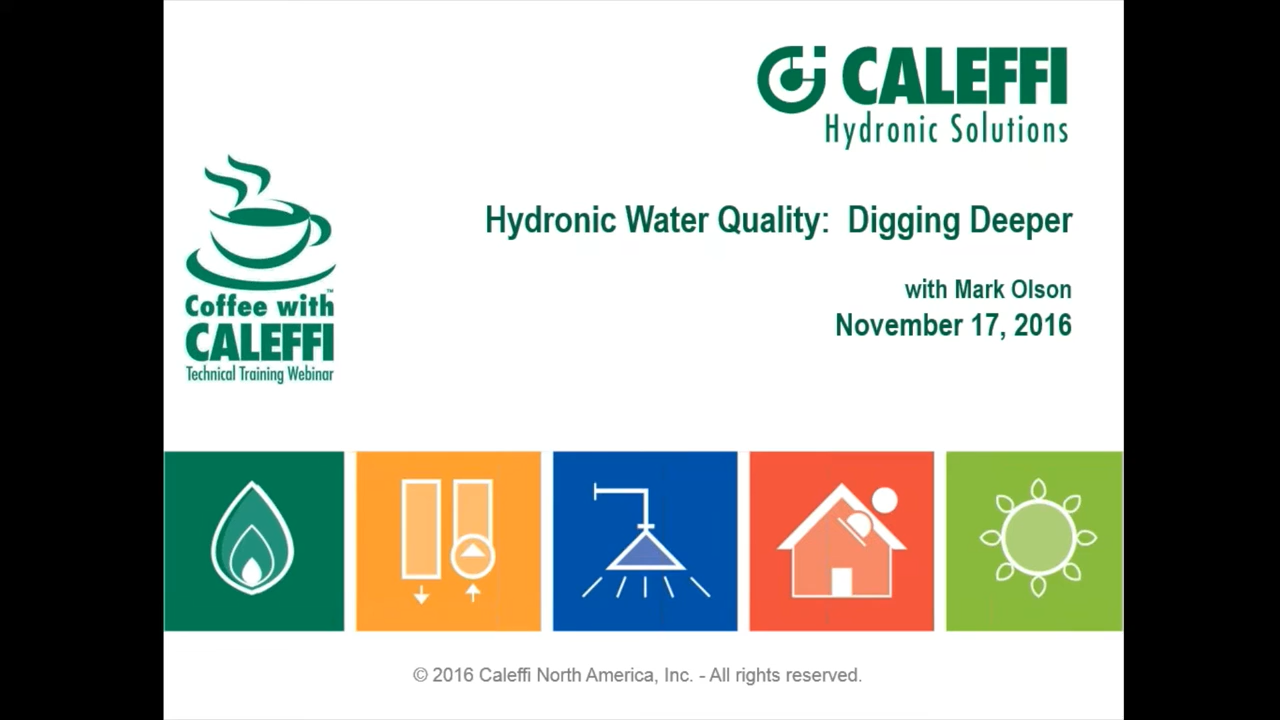 CALEFFI
Hydronic Solutions
Hydronic Water Quality: Digging Deeper
with Mark Olson
November 17, 2016
Coffee with™
CALEFFI
Technical Training Webinar
© 2016 Caleffi North America, Inc. - All rights reserved.